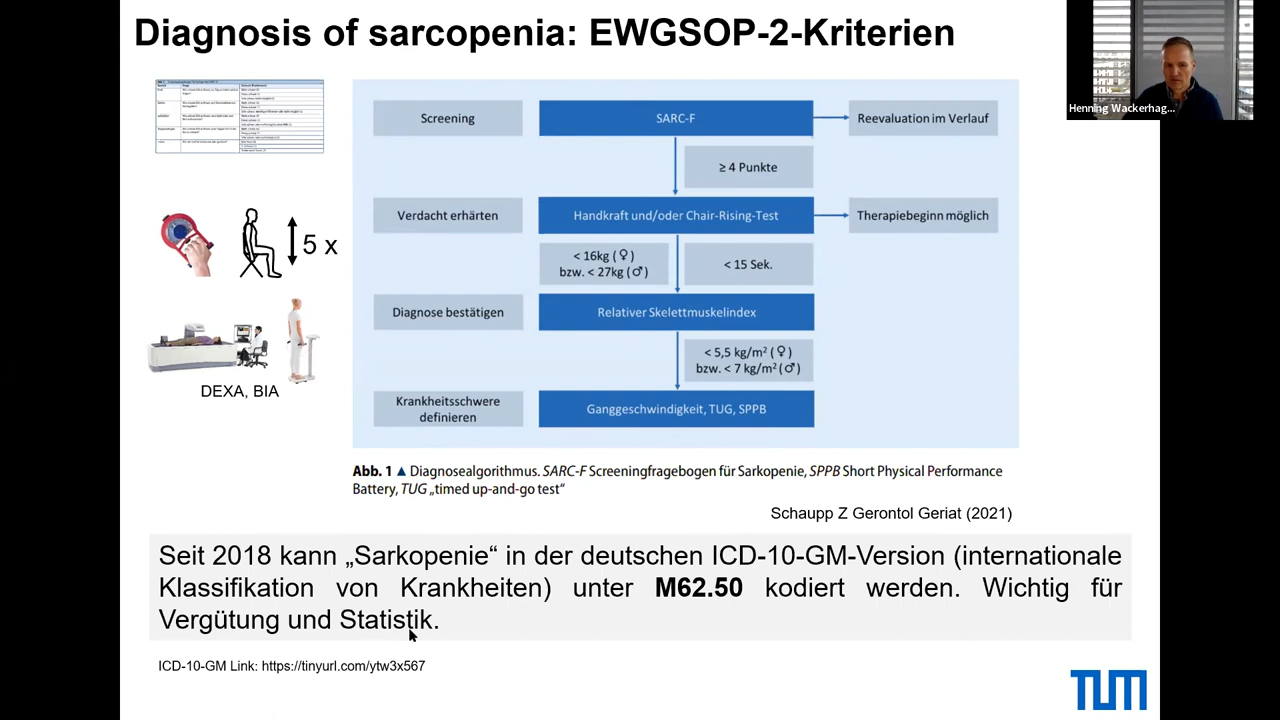 Diagnosis of sarcopenia: EWGSOP-2-Kriterien
Henning Wackerhag...
Screening
SARC-F
Reevaluation im Verlauf
≥ 4 Punkte
Verdacht erhärten
Handkraft und/oder Chair-Rising-Test
Therapiebeginn möglich
5 x
< 16kg (♀)
bzw. < 27kg (♂)
< 15 Sek.
Diagnose bestätigen
Relativer Skelettmuskelindex
< 5,5 kg/m² (♀)
bzw. < 7 kg/m² (♂)
DEXA, BIA
Krankheitsschwere
definieren
Ganggeschwindigkeit, TUG, SPPB
Abb. 1 ▲ Diagnosealgorithmus. SARC-F Screeningfragebogen für Sarkopenie, SPPB Short Physical Performance
Battery, TUG „timed up-and-go test“
Schaupp Z Gerontol Geriat (2021)
Seit 2018 kann „Sarkopenie“ in der deutschen ICD-10-GM-Version (internationale
Klassifikation von Krankheiten) unter M62.50 kodiert werden. Wichtig für
Vergütung und Statistik.
ICD-10-GM Link: https://tinyurl.com/ytw3x567
TUM